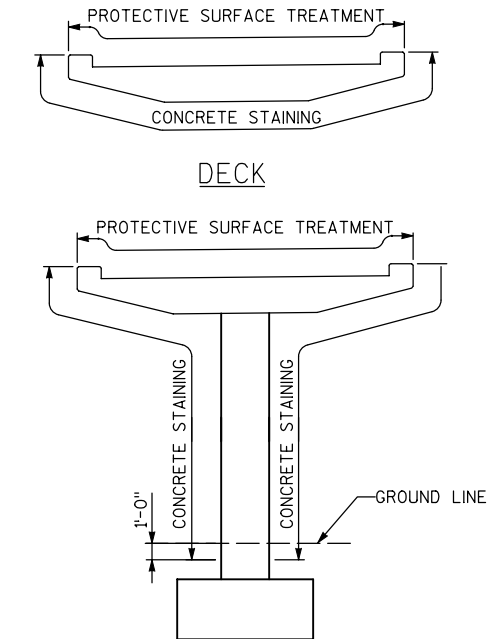 PROTECTIVE SURFACE TREATMENT
CONCRETE STAINING
DECK
PROTECTIVE SURFACE TREATMENT
CONCRETE STAINING
CONCRETE STAINING
1'-0"
GROUND LINE